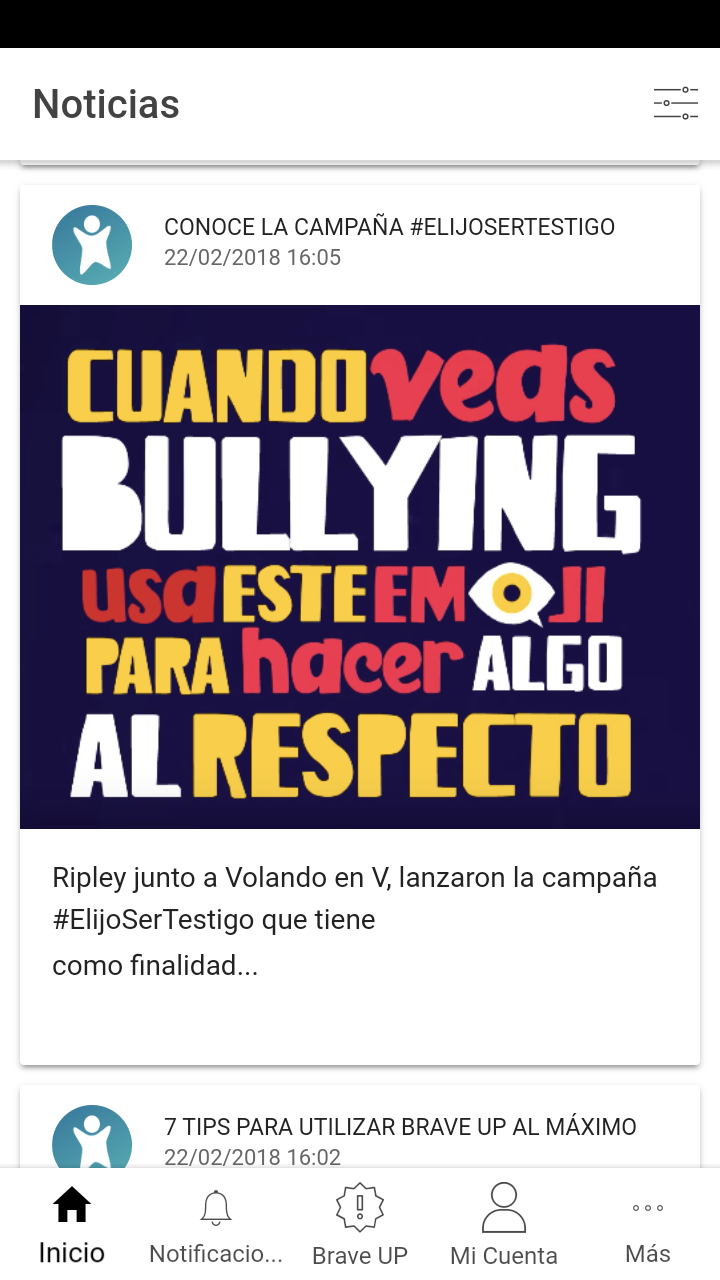 Noticias
CONOCE LA CAMPAÑA #ELIJOSERTESTIGO
22/02/2018 16:05
CUANDO veas
BULLYING
usa ESTE EMOJI
PARA hacer ALGO
AL RESPECTO
Ripley junto a Volando en V, lanzaron la campaña
#ElijoSerTestigo que tiene
como finalidad...
7 TIPS PARA UTILIZAR BRAVE UP AL MÁXIMO
22/02/2018 16:02
Inicio Notificacio... Brave UP Mi Cuenta Más